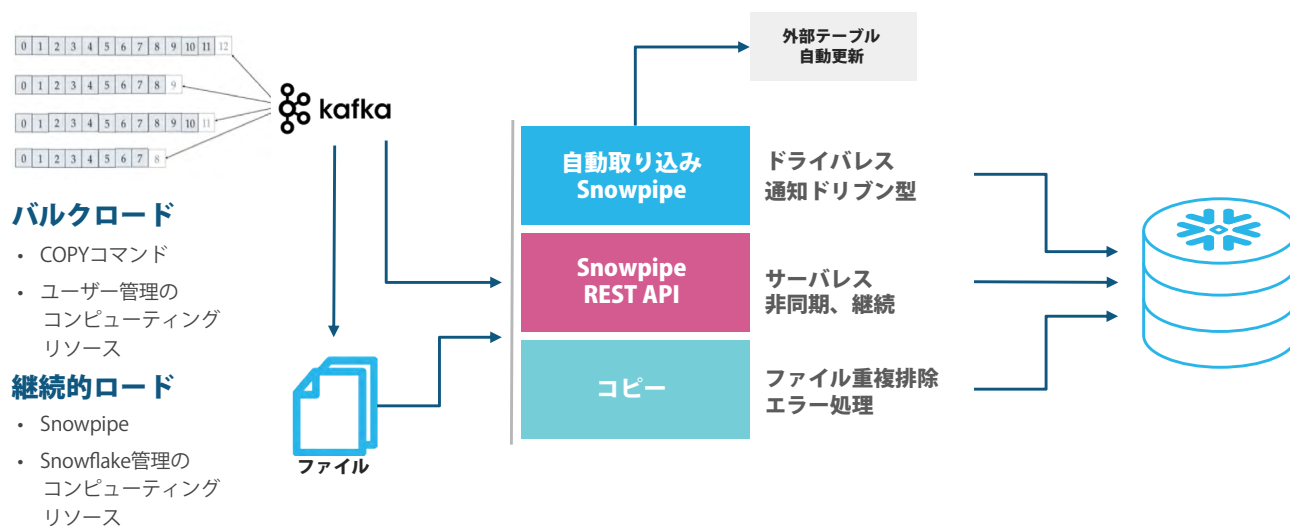 0 1 2 3 4 5 6 7 8 9 10 11 12
0 1 2 3 4 5 6 7 8 9
0 1 2 3 4 5 6 7 8 9 10 11
0 1 2 3 4 5 6 7 8
kafka
外部テーブル
自動更新
自動取り込み
Snowpipe
ドライバレス
通知ドリブン型
Snowpipe
REST API
サーバレス
非同期、継続
コピー
ファイル重複排除
エラー処理
ファイル
バルクロード
• COPYコマンド
• ユーザー管理の
コンピューティング
リソース
継続的ロード
• Snowpipe
• Snowflake管理の
コンピューティング
リソース